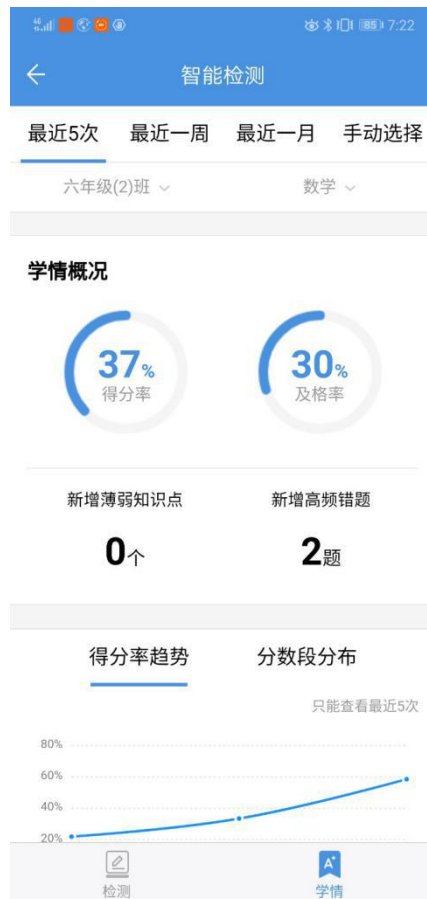 46 85 7:22
智能检测
最近5次 最近一周 最近一月 手动选择
六年级(2)班 数学
学情概况
37% 30%
得分率 及格率
新增薄弱知识点 新增高频错题
0个 2题
得分率趋势 分数段分布
只能查看最近5次
80%
60%
40%
20%
A+
检测 学情